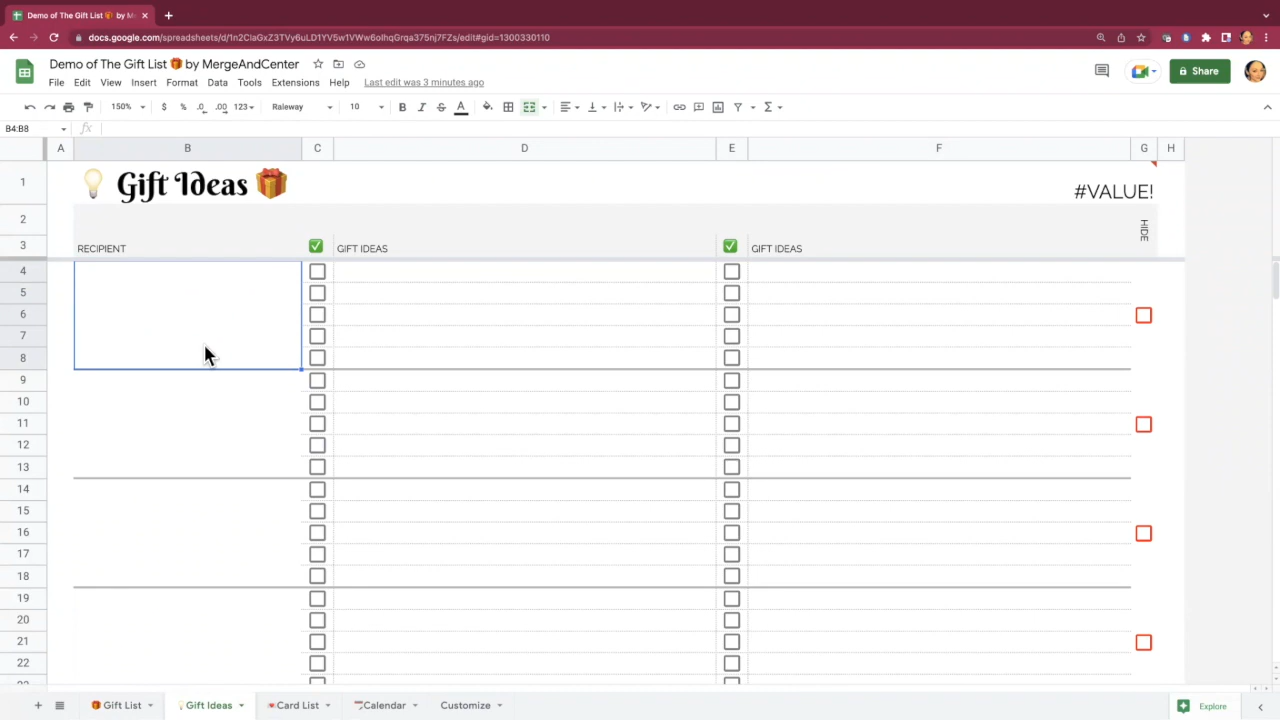 Demo of The Gift List 🎁 by Me
docs.google.com/spreadsheets/d/1n2ClaGxZ3TVy6uLD1YV5w1VWw6oIhqGrqa375nj7FZs/edit#gid=1300330110
Demo of The Gift List 🎁 by MergeAndCenter
File Edit View Insert Format Data Tools Extensions Help Last edit was 3 minutes ago
Share
150% $ % .0 .00 123 Raleway 10 B I S A
B4:B8 fx
A B C D E F G H
1 💡 Gift Ideas 🎁 #VALUE!
2 HIDE
3 RECIPIENT ✅ GIFT IDEAS ✅ GIFT IDEAS
4
5
6
7
8
9
10
11
12
13
14
15
16
17
18
19
20
21
22
🎁 Gift List 💡 Gift Ideas 💌 Card List 📅 Calendar Customize Explore